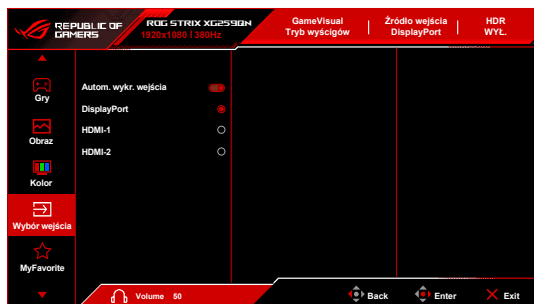 REPUBLIC OF
GAMERS
ROG STRIX XG259QN
1920x1080 | 380Hz
GameVisual
Tryb wyścigów
Źródło wejścia
DisplayPort
HDR
WYŁ.
Gry
Obraz
Kolor
Wybór wejścia
MyFavorite
Autom. wykr. wejścia
DisplayPort
HDMI-1
HDMI-2
Volume 50
Back
Enter
Exit